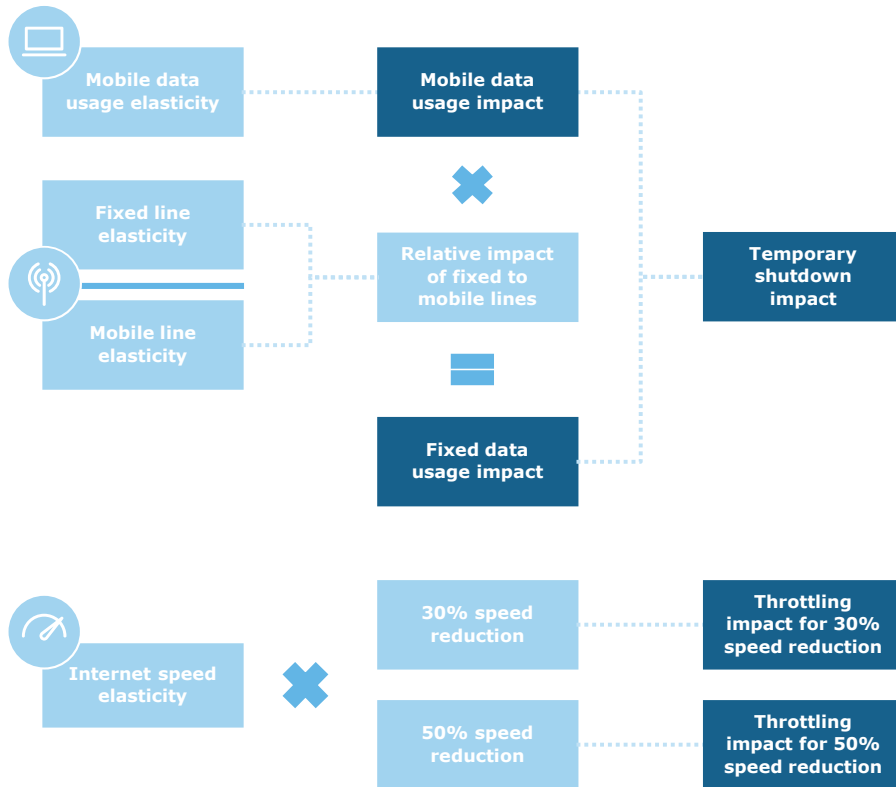 Mobile data
usage elasticity
Mobile data
usage impact
Fixed line
elasticity
Mobile line
elasticity
Relative impact
of fixed to
mobile lines
Temporary
shutdown
impact
Fixed data
usage impact
Internet speed
elasticity
30% speed
reduction
Throttling
impact for 30%
speed reduction
50% speed
reduction
Throttling
impact for 50%
speed reduction